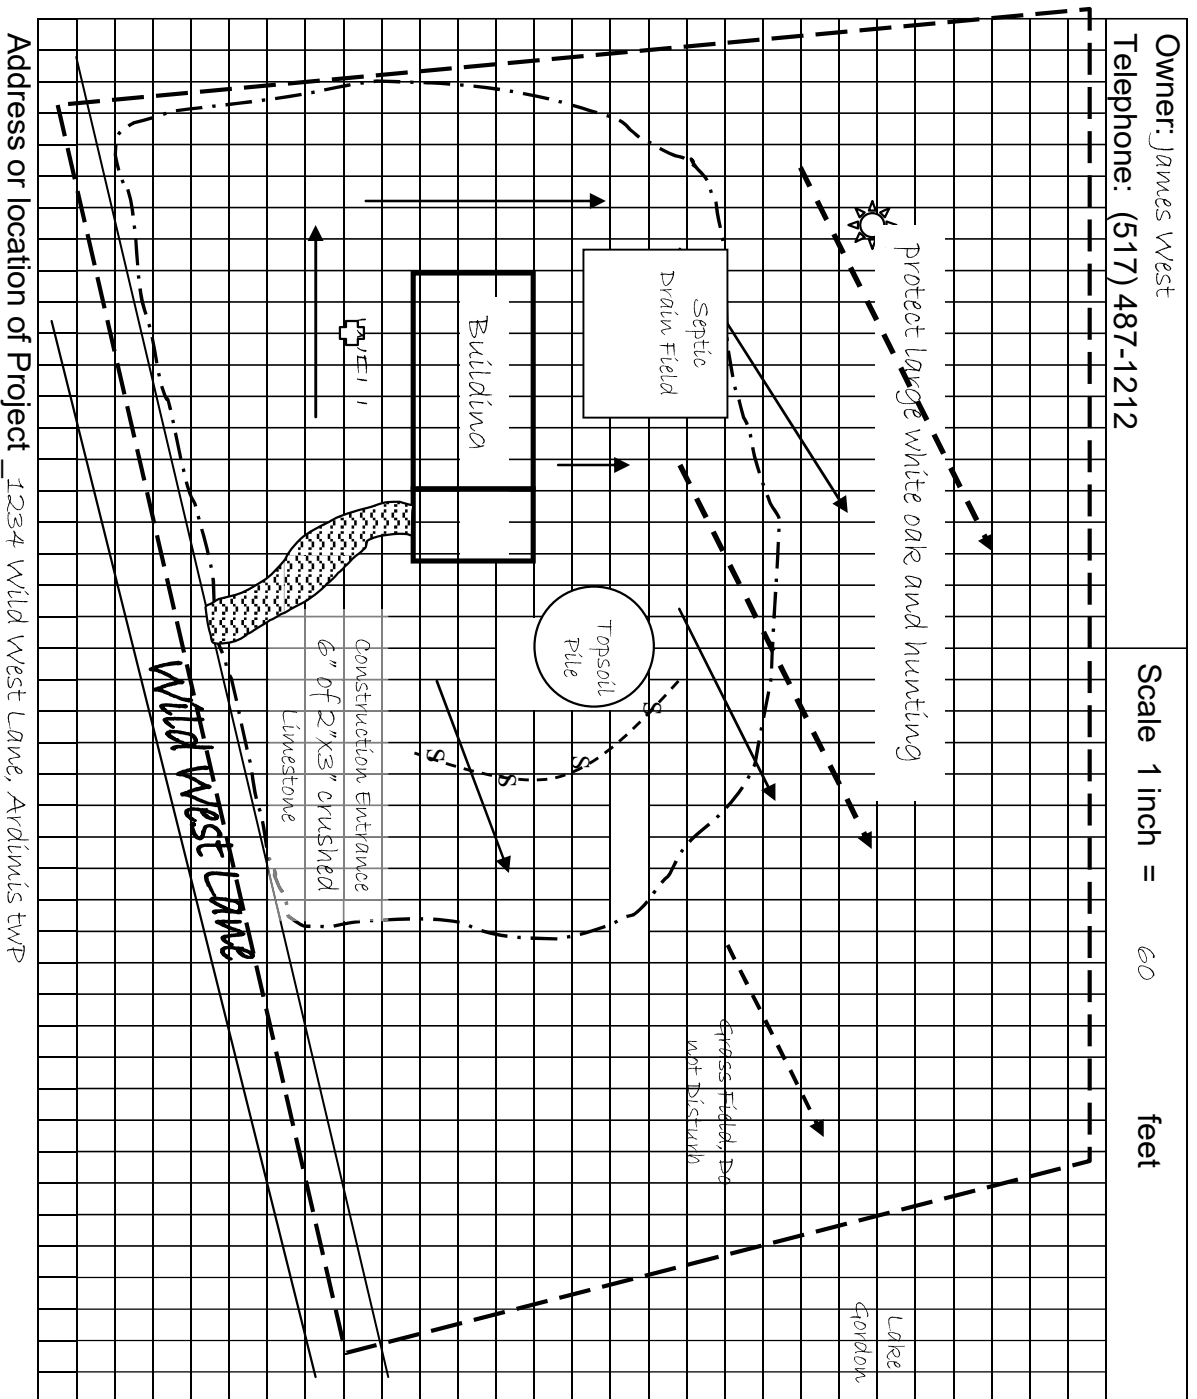 Owner: James West
Telephone: (517) 487-1212
Scale 1 inch = 60 feet
protect large white oak and hunting
Septic
Drain Field
Building
WELL
Topsoil
Pile
S
S
S
S
Construction Entrance
6" of 2"X3" crushed
Limestone
Grass Field, Do
not Disturb
Lake
Gordon
Wild West Lane
Address or location of Project _1234 Wild West Lane, Ardimis twp